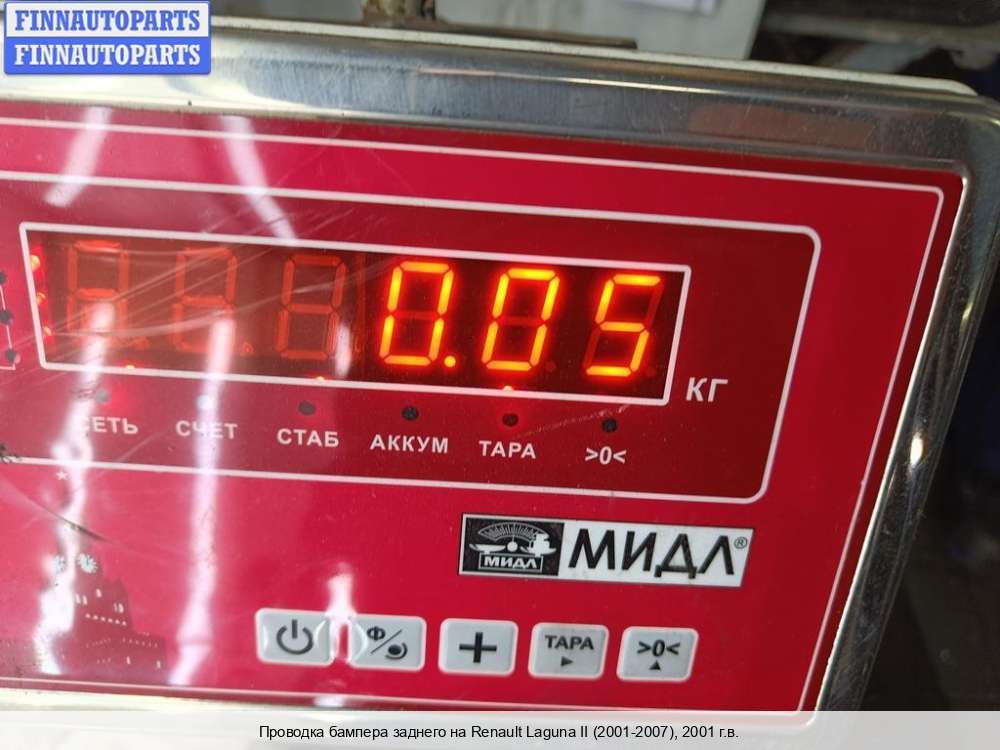 FINNAUTOPARTS
FINNAUTOPARTS
0.05
КГ
СЕТЬ СЧЕТ СТАБ АККУМ ТАРА >0<
МИДЛ МИДЛ®
Ф ТАРА >0<
Проводка бампера заднего на Renault Laguna II (2001-2007), 2001 г.в.